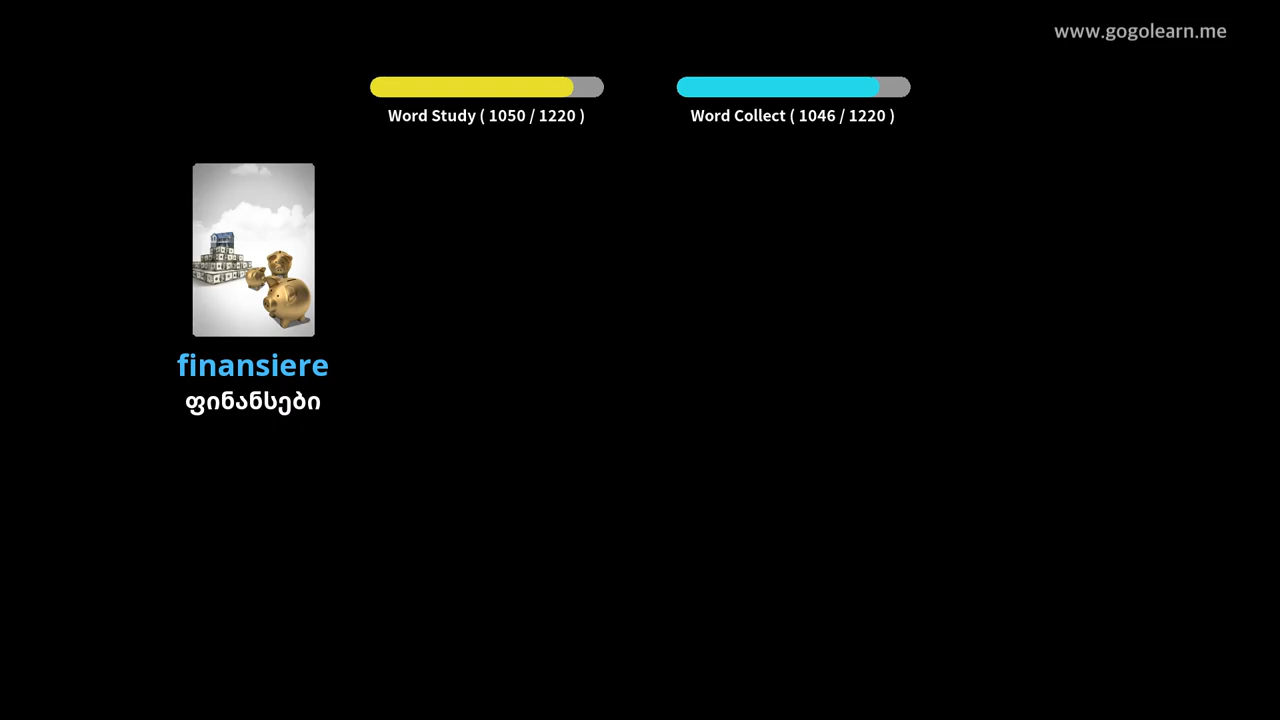 www.gogolearn.me
Word Study ( 1050 / 1220 )
Word Collect ( 1046 / 1220 )
finansiere
ფინანსები